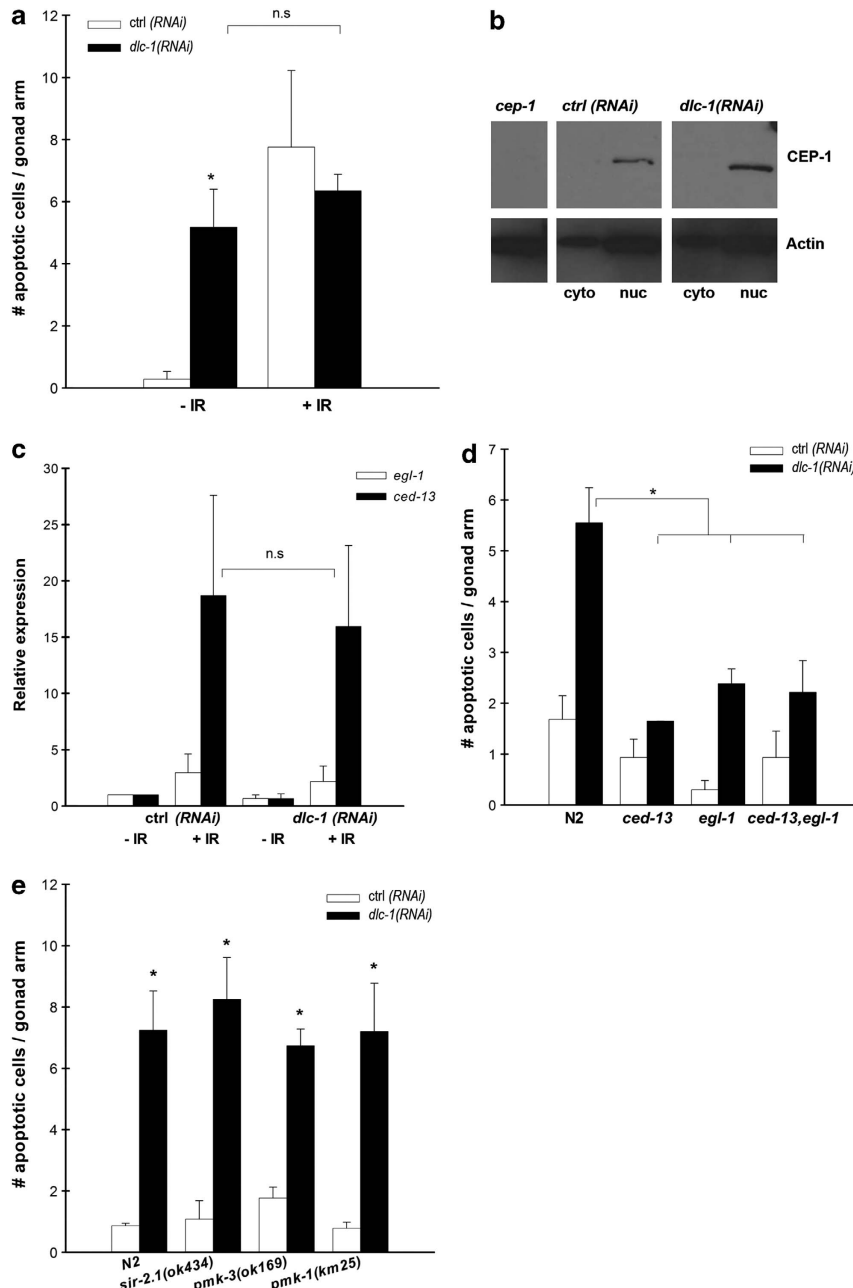 a
ctrl (RNAi)
dlc-1(RNAi)
n.s
*
# apoptotic cells / gonad arm
12
10
8
6
4
2
0
- IR
+ IR
b
cep-1
ctrl (RNAi)
dlc-1(RNAi)
CEP-1
Actin
cyto
nuc
cyto
nuc
c
egl-1
ced-13
n.s
Relative expression
30
25
20
15
10
5
0
ctrl (RNAi)
dlc-1 (RNAi)
- IR
+ IR
- IR
+ IR
d
ctrl (RNAi)
dlc-1(RNAi)
*
# apoptotic cells / gonad arm
7
6
5
4
3
2
1
0
N2
ced-13
egl-1
ced-13,egl-1
e
ctrl (RNAi)
dlc-1(RNAi)
*
*
*
*
# apoptotic cells / gonad arm
12
10
8
6
4
2
0
N2
sir-2.1(ok434)
pmk-3(ok169)
pmk-1(km25)